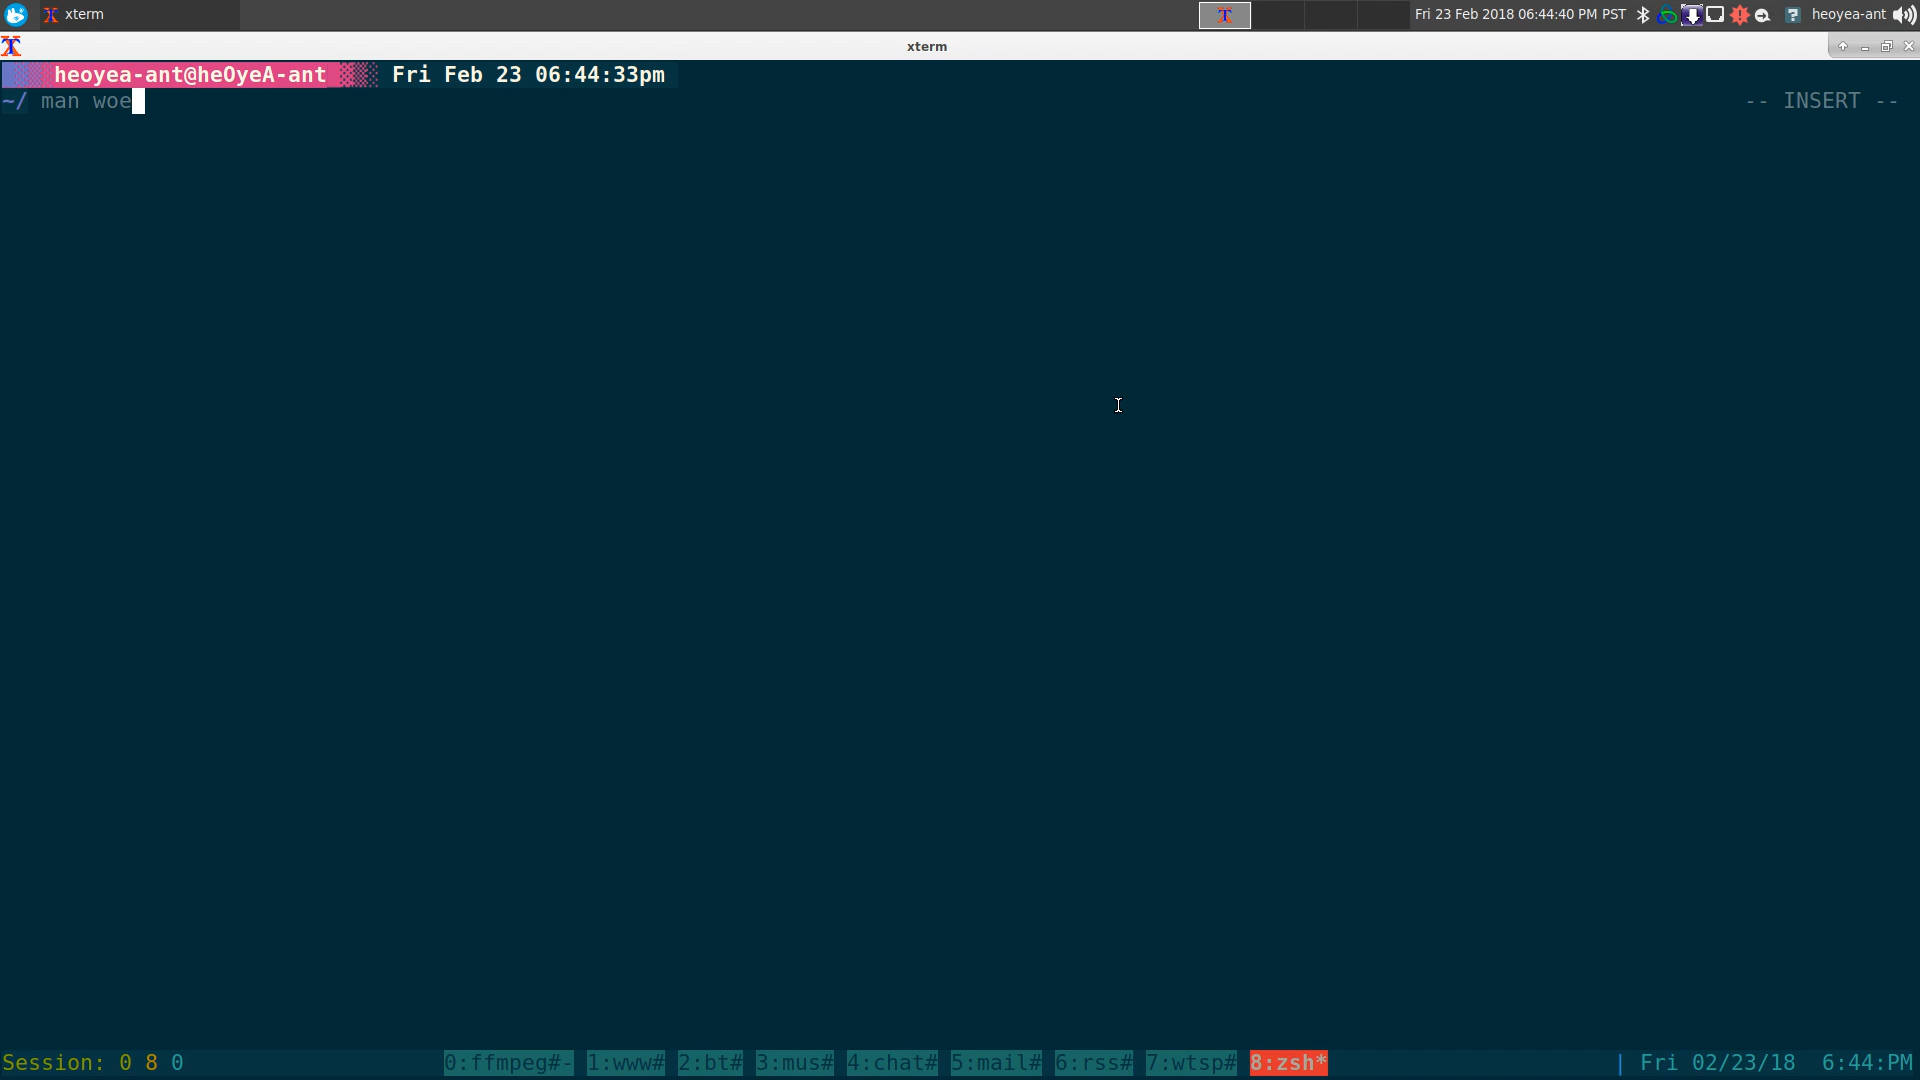 xterm
Fri 23 Feb 2018 06:44:40 PM PST
heoyea-ant
xterm
heoyea-ant@heOyeA-ant Fri Feb 23 06:44:33pm
~/ man woe -- INSERT --
Session: 0 8 0 0:ffmpeg#- 1:www# 2:bt# 3:mus# 4:chat# 5:mail# 6:rss# 7:wtsp# 8:zsh* | Fri 02/23/18 6:44:PM